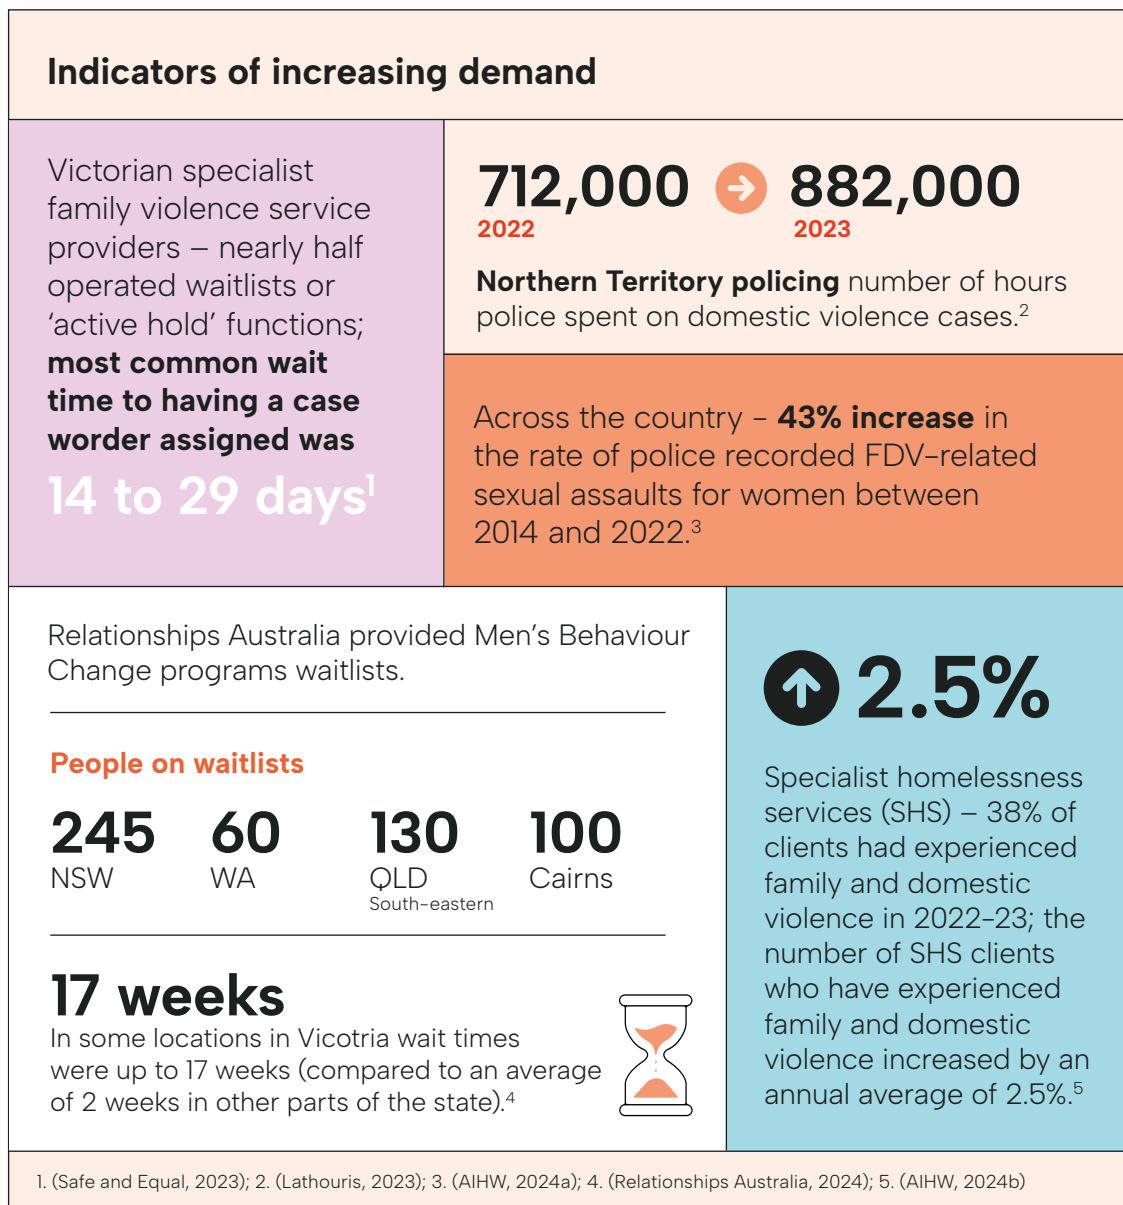 Indicators of increasing demand
Victorian specialist
family violence service
providers – nearly half
operated waitlists or
‘active hold’ functions;
most common wait
time to having a case
worder assigned was
14 to 29 days1
712,000 882,000
2022 2023
Northern Territory policing number of hours
police spent on domestic violence cases.2
Across the country – 43% increase in
the rate of police recorded FDV-related
sexual assaults for women between
2014 and 2022.3
Relationships Australia provided Men’s Behaviour
Change programs waitlists.
People on waitlists
245 60 130 100
NSW WA QLD Cairns
South-eastern
17 weeks
In some locations in Vicotria wait times
were up to 17 weeks (compared to an average
of 2 weeks in other parts of the state).4
2.5%
Specialist homelessness
services (SHS) – 38% of
clients had experienced
family and domestic
violence in 2022-23; the
number of SHS clients
who have experienced
family and domestic
violence increased by an
annual average of 2.5%.5
1. (Safe and Equal, 2023); 2. (Lathouris, 2023); 3. (AIHW, 2024a); 4. (Relationships Australia, 2024); 5. (AIHW, 2024b)